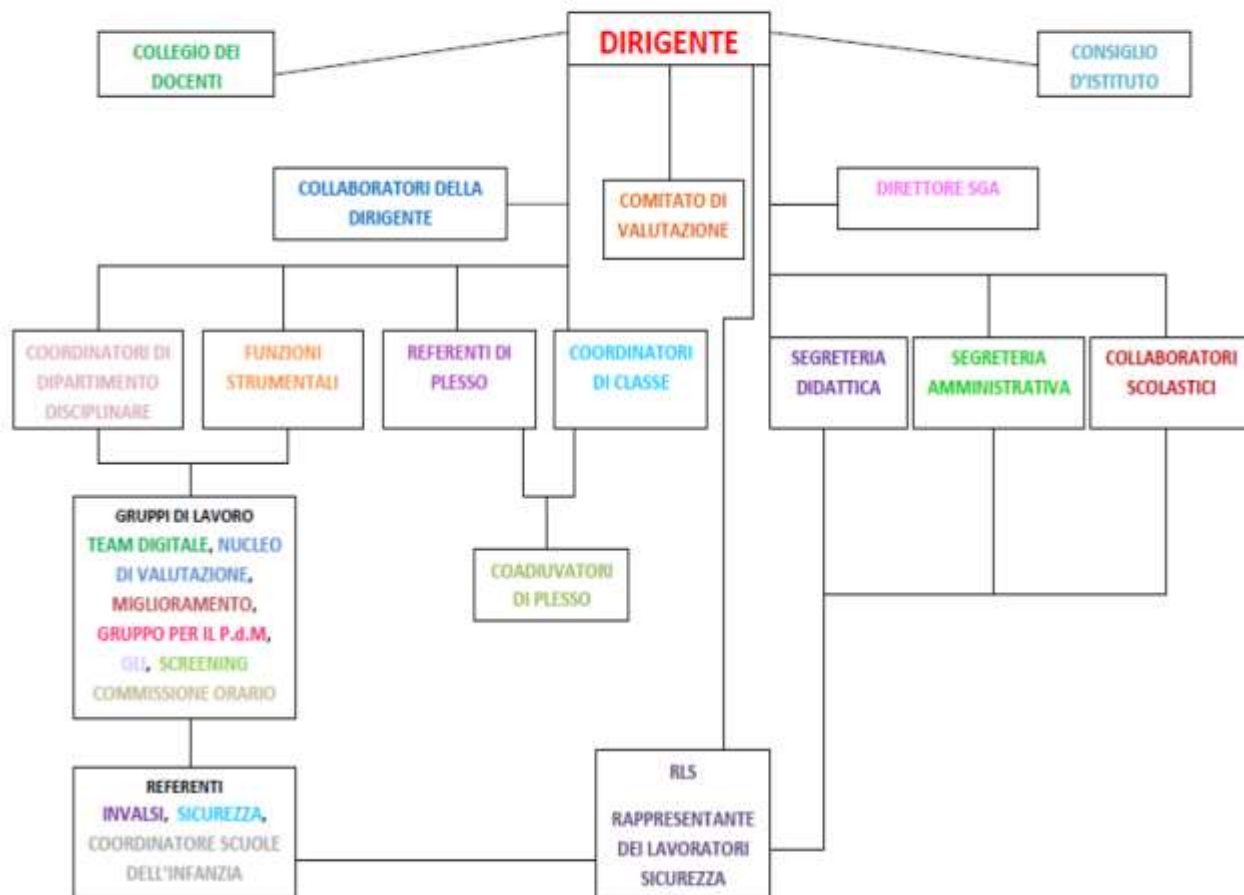 DIRIGENTE
COLLEGIO DEI
DOCENTI
CONSIGLIO
D'ISTITUTO
COLLABORATORI DELLA
DIRIGENTE
COMITATO DI
VALUTAZIONE
DIRETTORE SGA
COORDINATORI DI
DIPARTIMENTO
DISCIPLINARE
FUNZIONI
STRUMENTALI
REFERENTI DI
PLESSO
COORDINATORI
DI CLASSE
SEGRETERIA
DIDATTICA
SEGRETERIA
AMMINISTRATIVA
COLLABORATORI
SCOLASTICI
GRUPPI DI LAVORO
TEAM DIGITALE, NUCLEO
DI VALUTAZIONE,
MIGLIORAMENTO,
GRUPPO PER IL P.d.M,
GLI, SCREENING
COMMISSIONE ORARIO
COADIUVATORI
DI PLESSO
REFERENTI
INVALSI, SICUREZZA,
COORDINATORE SCUOLE
DELL'INFANZIA
RLS
RAPPRESENTANTE
DEI LAVORATORI
SICUREZZA